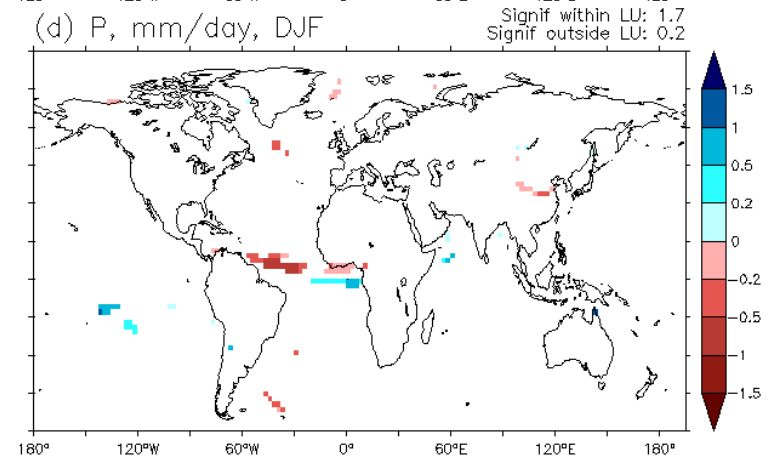 (d) P, mm/day, DJF
Signif within LU: 1.7
Signif outside LU: 0.2
1.5
1
0.5
0.2
0
-0.2
-0.5
-1
-1.5
180° 120°W 60°W 0° 60°E 120°E 180°